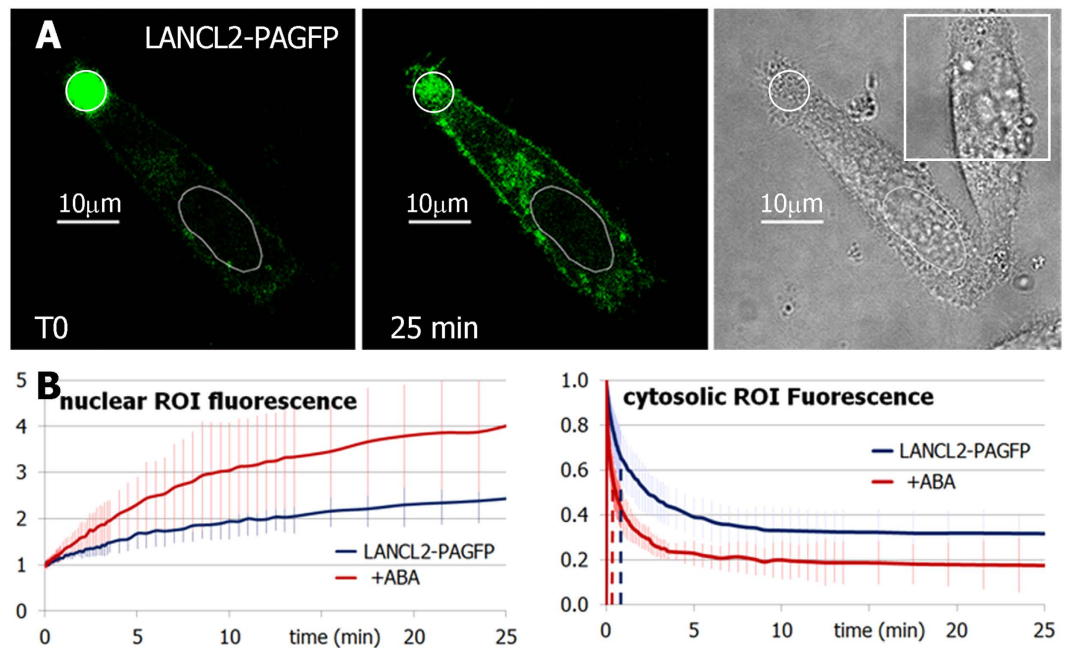 A
LANCL2-PAGFP
10μm
10μm
10μm
T0
25 min
B
nuclear ROI fluorescence
5
4
3
2
1
0
LANCL2-PAGFP
+ABA
0
5
10
time (min)
20
25
cytosolic ROI Fuorescence
1.0
0.8
0.6
0.4
0.2
0.0
LANCL2-PAGFP
+ABA
0
5
10
time (min)
20
25